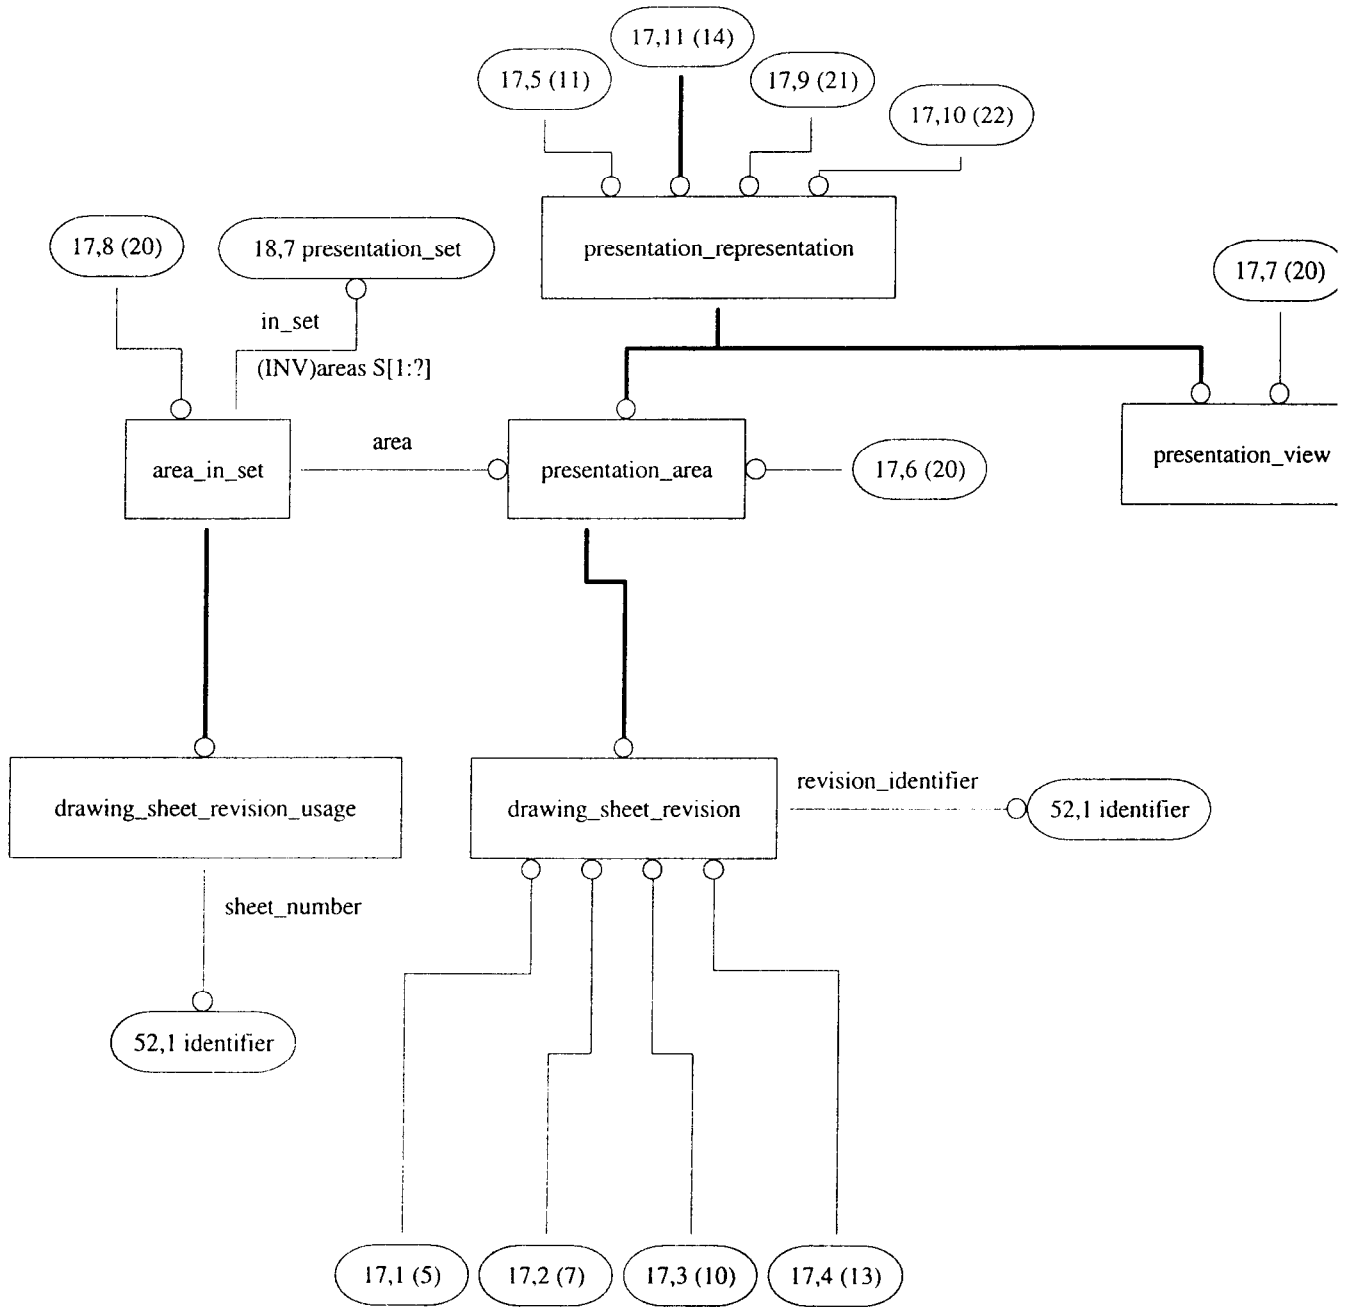 17,11 (14)
17,5 (11)
17,9 (21)
17,10 (22)
17,8 (20)
18,7 presentation_set
presentation_representation
17,7 (20)
in_set
(INV)areas S[1:?]
area
area_in_set
presentation_area
17,6 (20)
presentation_view
drawing_sheet_revision_usage
drawing_sheet_revision
revision_identifier
52,1 identifier
sheet_number
52,1 identifier
17,1 (5)
17,2 (7)
17,3 (10)
17,4 (13)